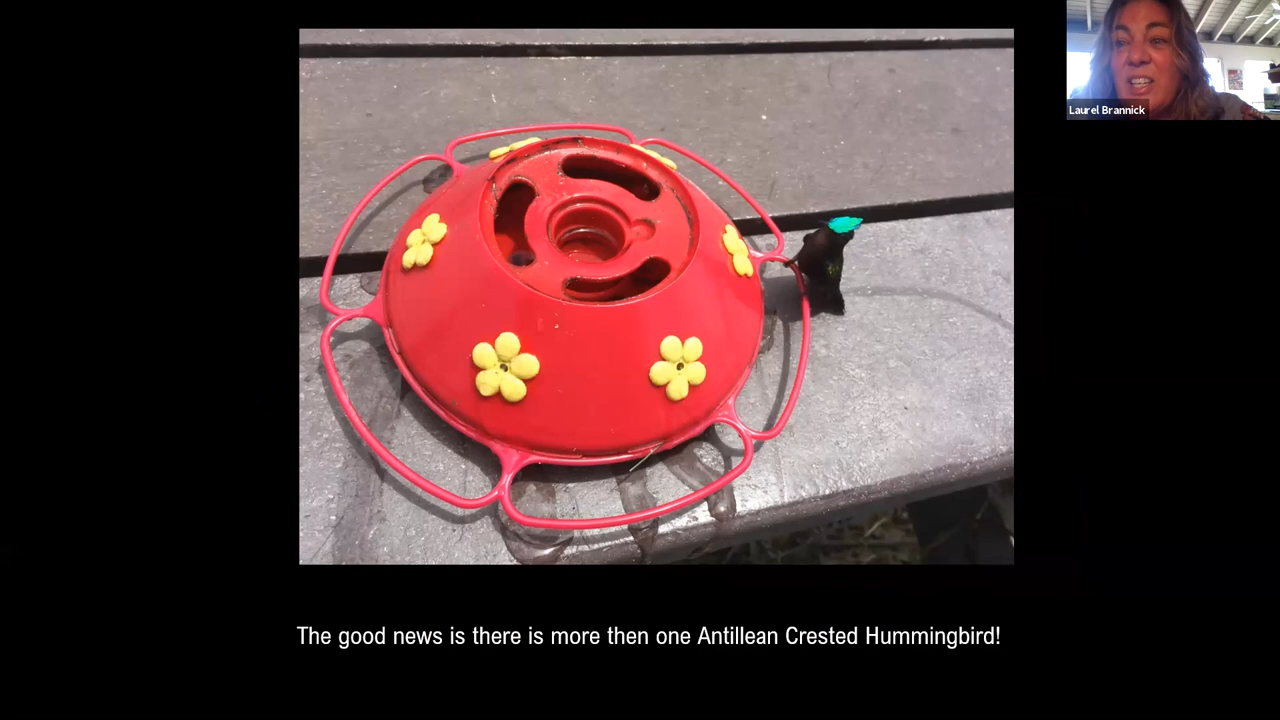 Laurel Brannick
The good news is there is more then one Antillean Crested Hummingbird!